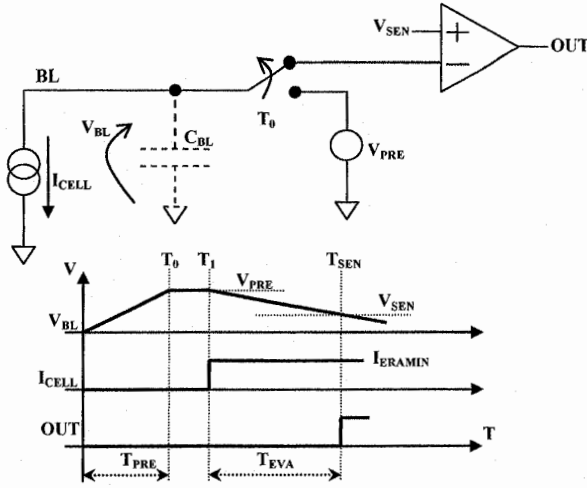 V_SEN
+
OUT
−
BL
T_0
V_BL
C_BL
V_PRE
I_CELL
V T_0 T_1 T_SEN
V_PRE
V_SEN
V_BL
I_ERAMIN
I_CELL
OUT T
T_PRE T_EVA